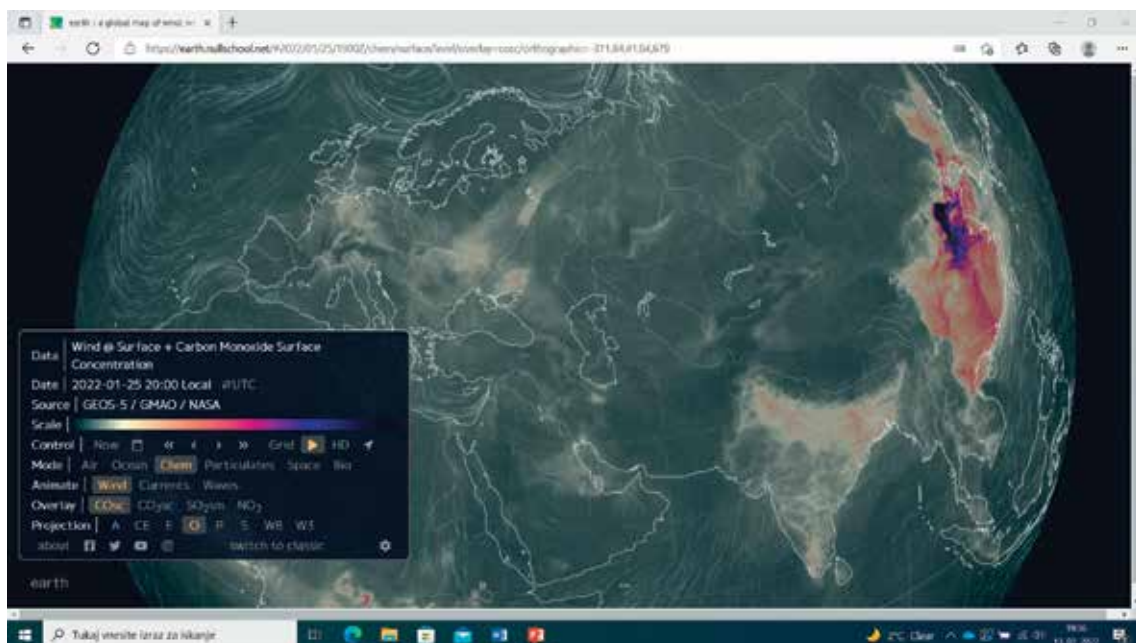 earth :: a global map of wind, w
https://earth.nullschool.net/#2022/01/25/1900Z/chem/surface/level/overlay=cosc/orthographic=
Data | Wind @ Surface + Carbon Monoxide Surface
Concentration
Date | 2022-01-25 20:00 Local ⇄UTC
Source | GEOS-5 / GMAO / NASA
Scale |
Control | Now « ‹ › » Grid HD
Mode | Air Ocean Chem Particulates Space Bio
Animate | Wind Currents Waves
Overlay | COsc CO₂sc SO₂sm NO₂
Projection | A CE E O R S WB W3
about switch to classic
earth
Tukaj vnesite izraz za iskanje
2°C Clear